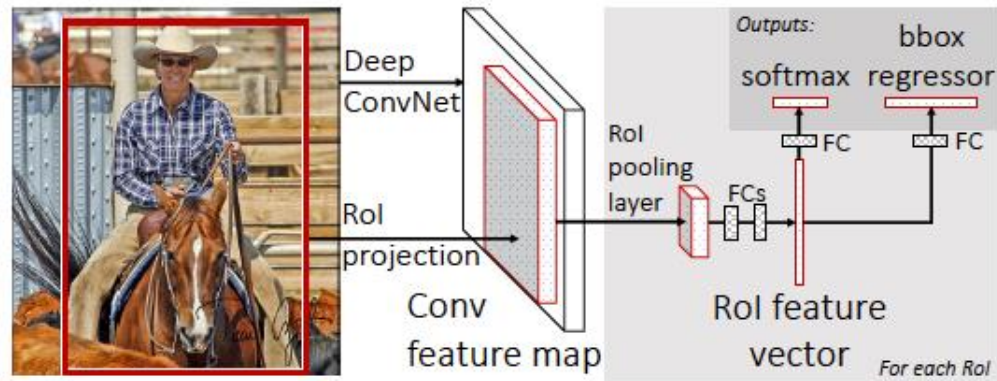 Deep
ConvNet
RoI
projection
Conv
feature map
RoI
pooling
layer
FCs
RoI feature
vector
For each RoI
Outputs:
softmax
bbox
regressor
FC
FC